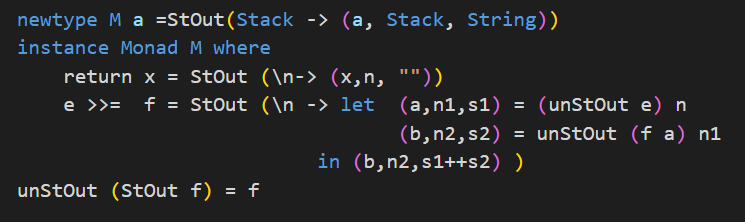 newtype M a =StOut(Stack -> (a, Stack, String))
instance Monad M where
    return x = StOut (\n-> (x,n, ""))
    e >>=  f = StOut (\n -> let  (a,n1,s1) = (unStOut e) n
                                 (b,n2,s2) = unStOut (f a) n1
                          in (b,n2,s1++s2) )
unStOut (StOut f) = f